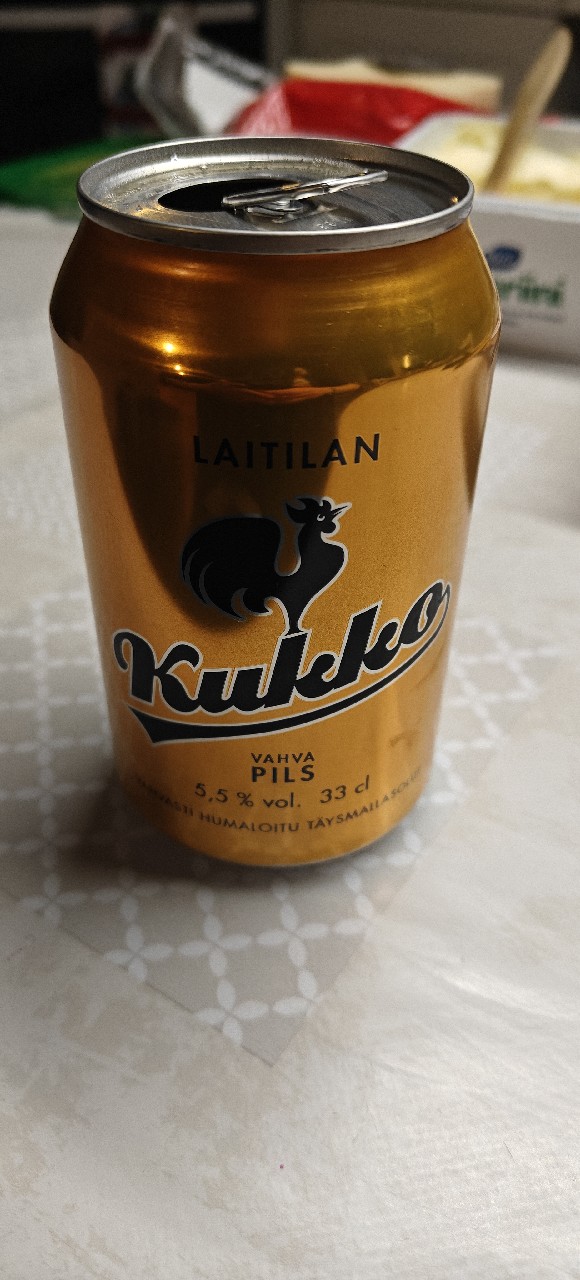 LAITILAN
Kukko
VAHVA
PILS
5,5 % vol. 33 cl
HUMALOITU TÄYSMALLASOLUT